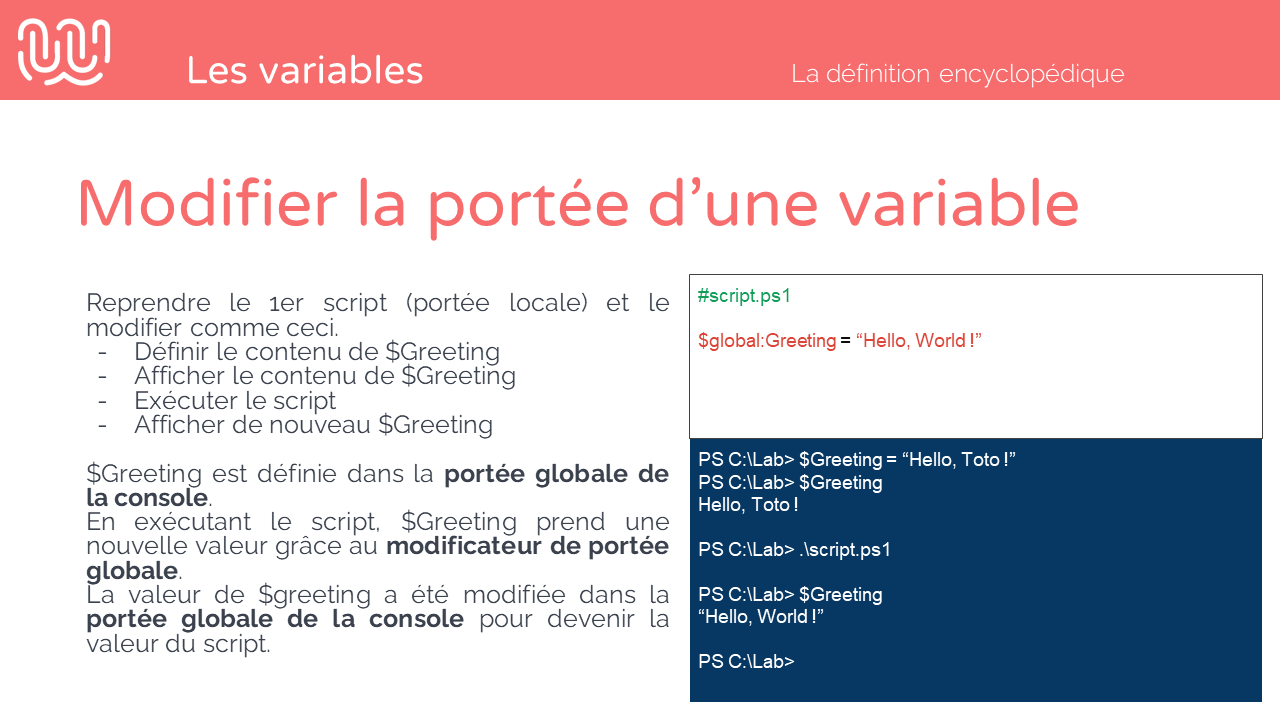 Les variables
La définition encyclopédique
Modifier la portée d’une variable
Reprendre le 1er script (portée locale) et le
modifier comme ceci.
- Définir le contenu de $Greeting
- Afficher le contenu de $Greeting
- Exécuter le script
- Afficher de nouveau $Greeting
$Greeting est définie dans la portée globale de
la console.
En exécutant le script, $Greeting prend une
nouvelle valeur grâce au modificateur de portée
globale.
La valeur de $greeting a été modifiée dans la
portée globale de la console pour devenir la
valeur du script.
#script.ps1
$global:Greeting = “Hello, World !”
PS C:\Lab> $Greeting = “Hello, Toto !”
PS C:\Lab> $Greeting
Hello, Toto !
PS C:\Lab> .\script.ps1
PS C:\Lab> $Greeting
“Hello, World !”
PS C:\Lab>